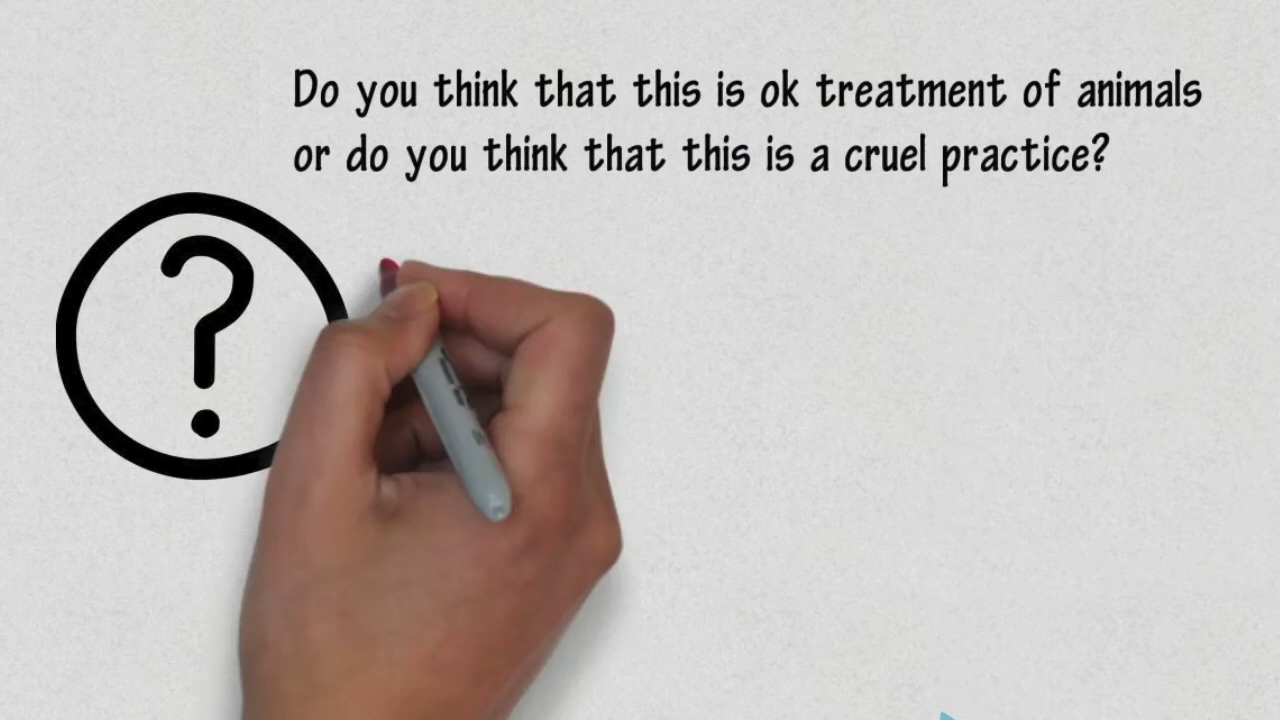 Do you think that this is ok treatment of animals
or do you think that this is a cruel practice?
?